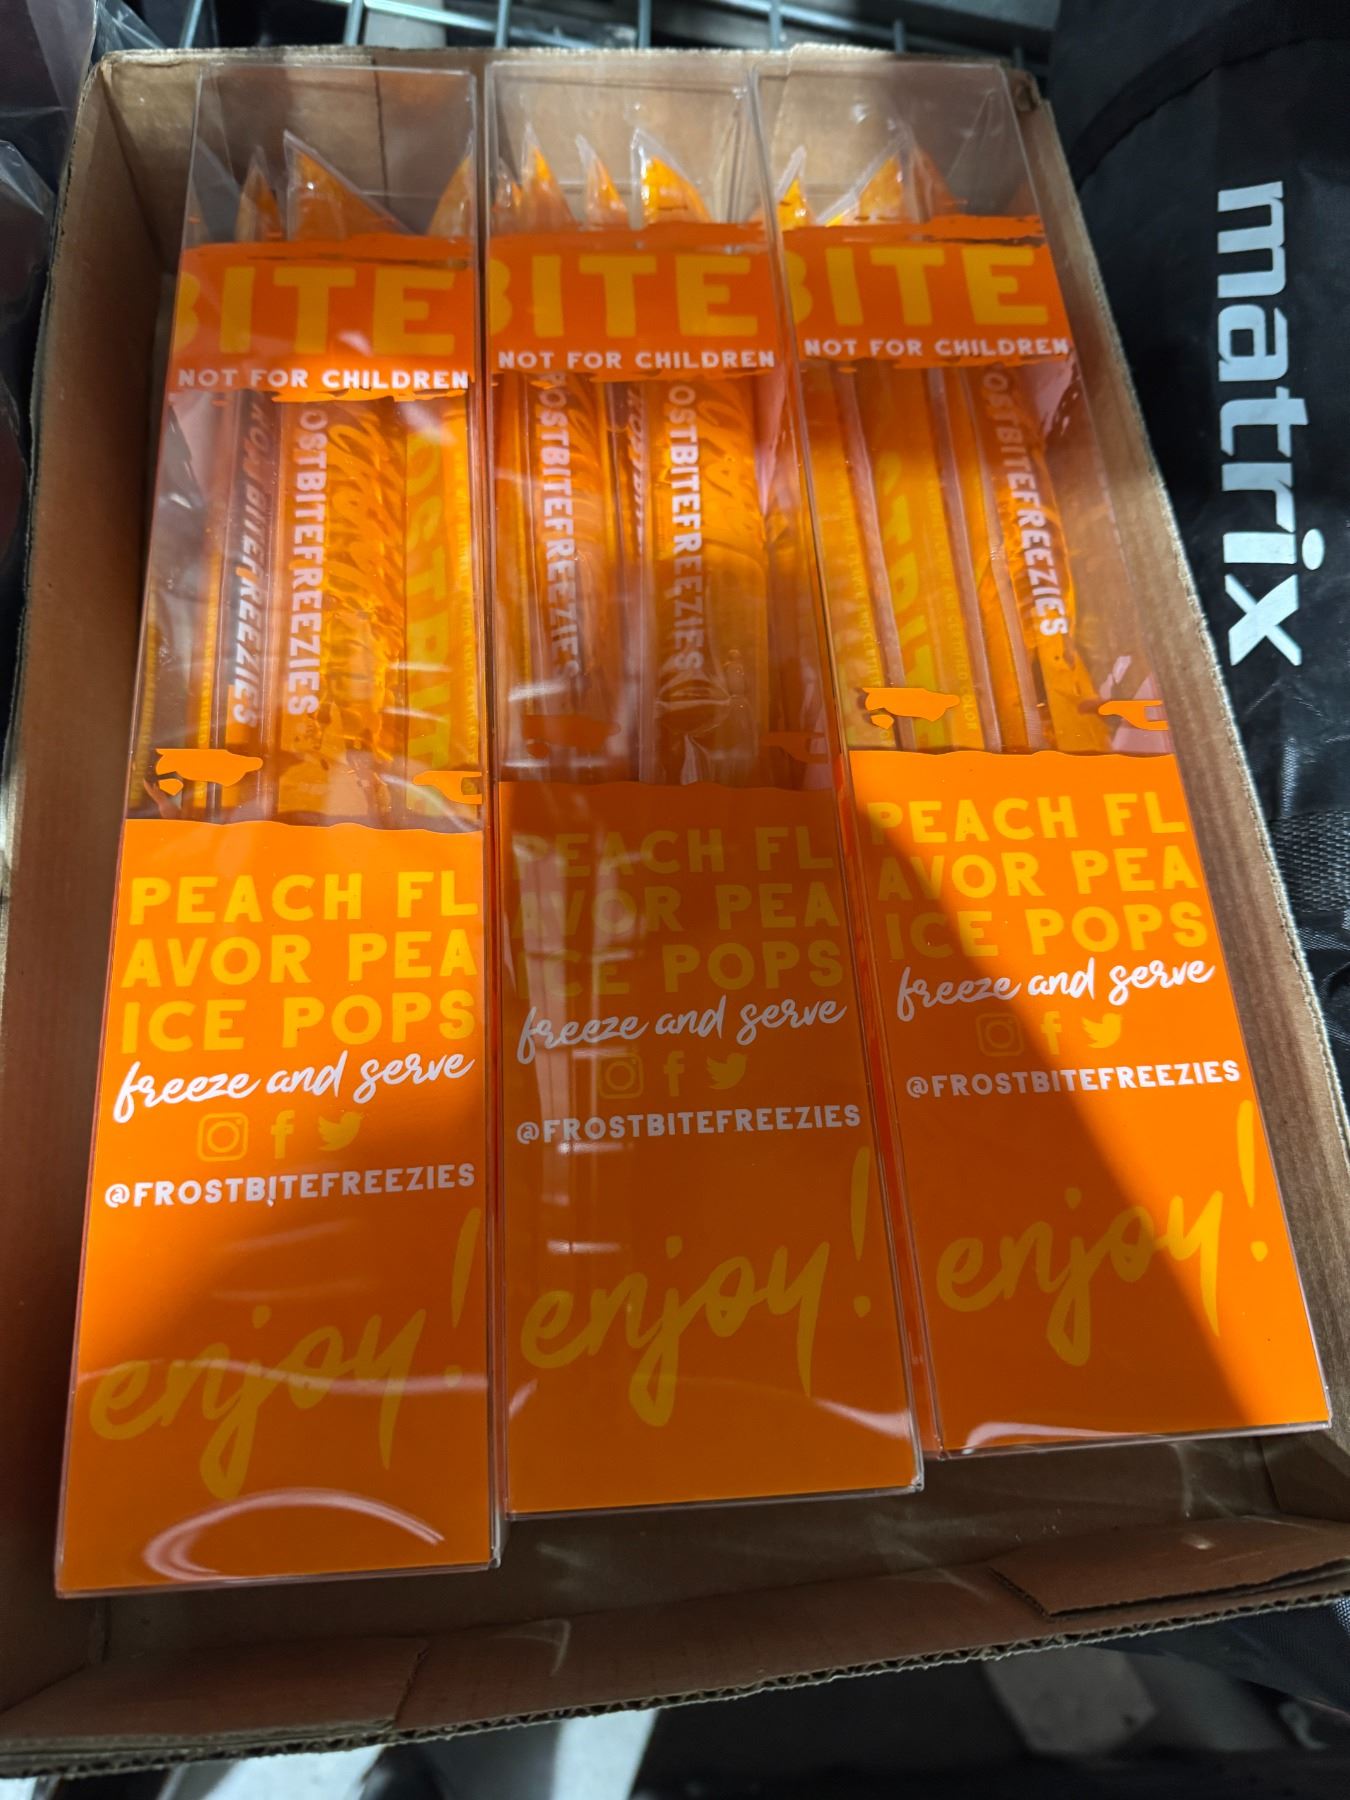 BITE
NOT FOR CHILDREN
OSTBITEFREEZIES
PEACH FL
AVOR PEA
ICE POPS
freeze and serve
@FROSTBITEFREEZIES
enjoy!
BITE
NOT FOR CHILDREN
OSTBITEFREEZIES
OSTBITEFREEZIES
PEACH FL
AVOR PEA
ICE POPS
freeze and serve
@FROSTBITEFREEZIES
enjoy!
BITE
NOT FOR CHILDREN
OSTBITEFREEZIES
PEACH FL
AVOR PEA
ICE POPS
freeze and serve
@FROSTBITEFREEZIES
enjoy!
matrix